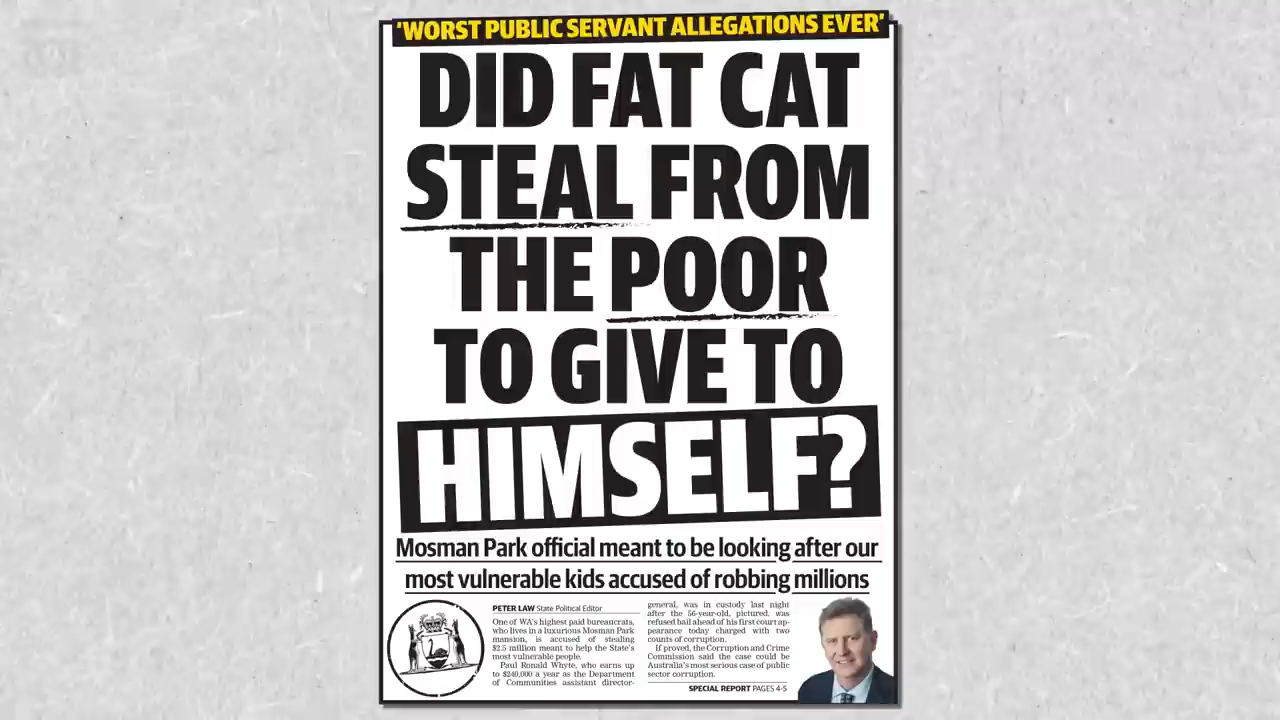 'WORST PUBLIC SERVANT ALLEGATIONS EVER'
DID FAT CAT
STEAL FROM
THE POOR
TO GIVE TO
HIMSELF?
Mosman Park official meant to be looking after our
most vulnerable kids accused of robbing millions
PETER LAW State Political Editor
One of WA's highest paid bureaucrats,
who lives in a luxurious Mosman Park
mansion, is accused of stealing
$2.5 million meant to help the State's
most vulnerable people.
Paul Ronald Whyte, who earns up
to $240,000 a year as the Department
of Communities assistant director-
general, was in custody last night
after the 56-year-old, pictured, was
refused bail ahead of his first court ap-
pearance today charged with two
counts of corruption.
If proved, the Corruption and Crime
Commission said the case could be
Australia's most serious case of public
sector corruption.
SPECIAL REPORT PAGES 4-5